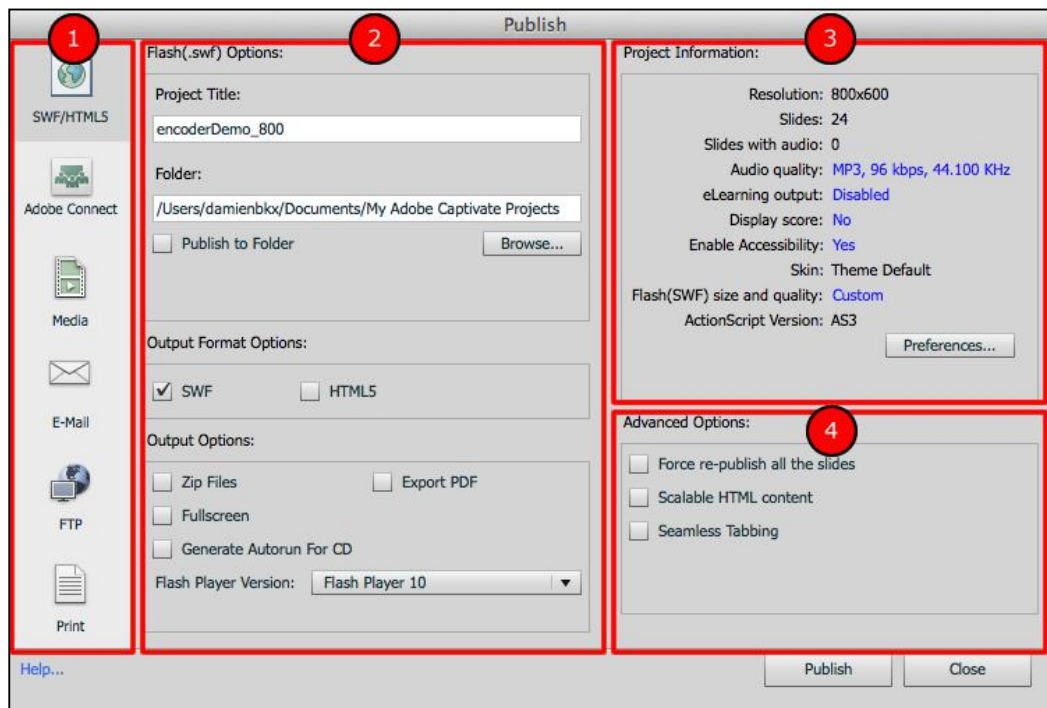 Publish
1
SWF/HTML5
Adobe Connect
Media
E-Mail
FTP
Print
2
Flash(.swf) Options:
Project Title:
encoderDemo_800
Folder:
/Users/damienbkx/Documents/My Adobe Captivate Projects
Publish to Folder
Browse...
Output Format Options:
SWF
HTML5
Output Options:
Zip Files
Export PDF
Fullscreen
Generate Autorun For CD
Flash Player Version: Flash Player 10
3
Project Information:
Resolution: 800x600
Slides: 24
Slides with audio: 0
Audio quality: MP3, 96 kbps, 44.100 KHz
eLearning output: Disabled
Display score: No
Enable Accessibility: Yes
Skin: Theme Default
Flash(SWF) size and quality: Custom
ActionScript Version: AS3
Preferences...
4
Advanced Options:
Force re-publish all the slides
Scalable HTML content
Seamless Tabbing
Help...
Publish
Close